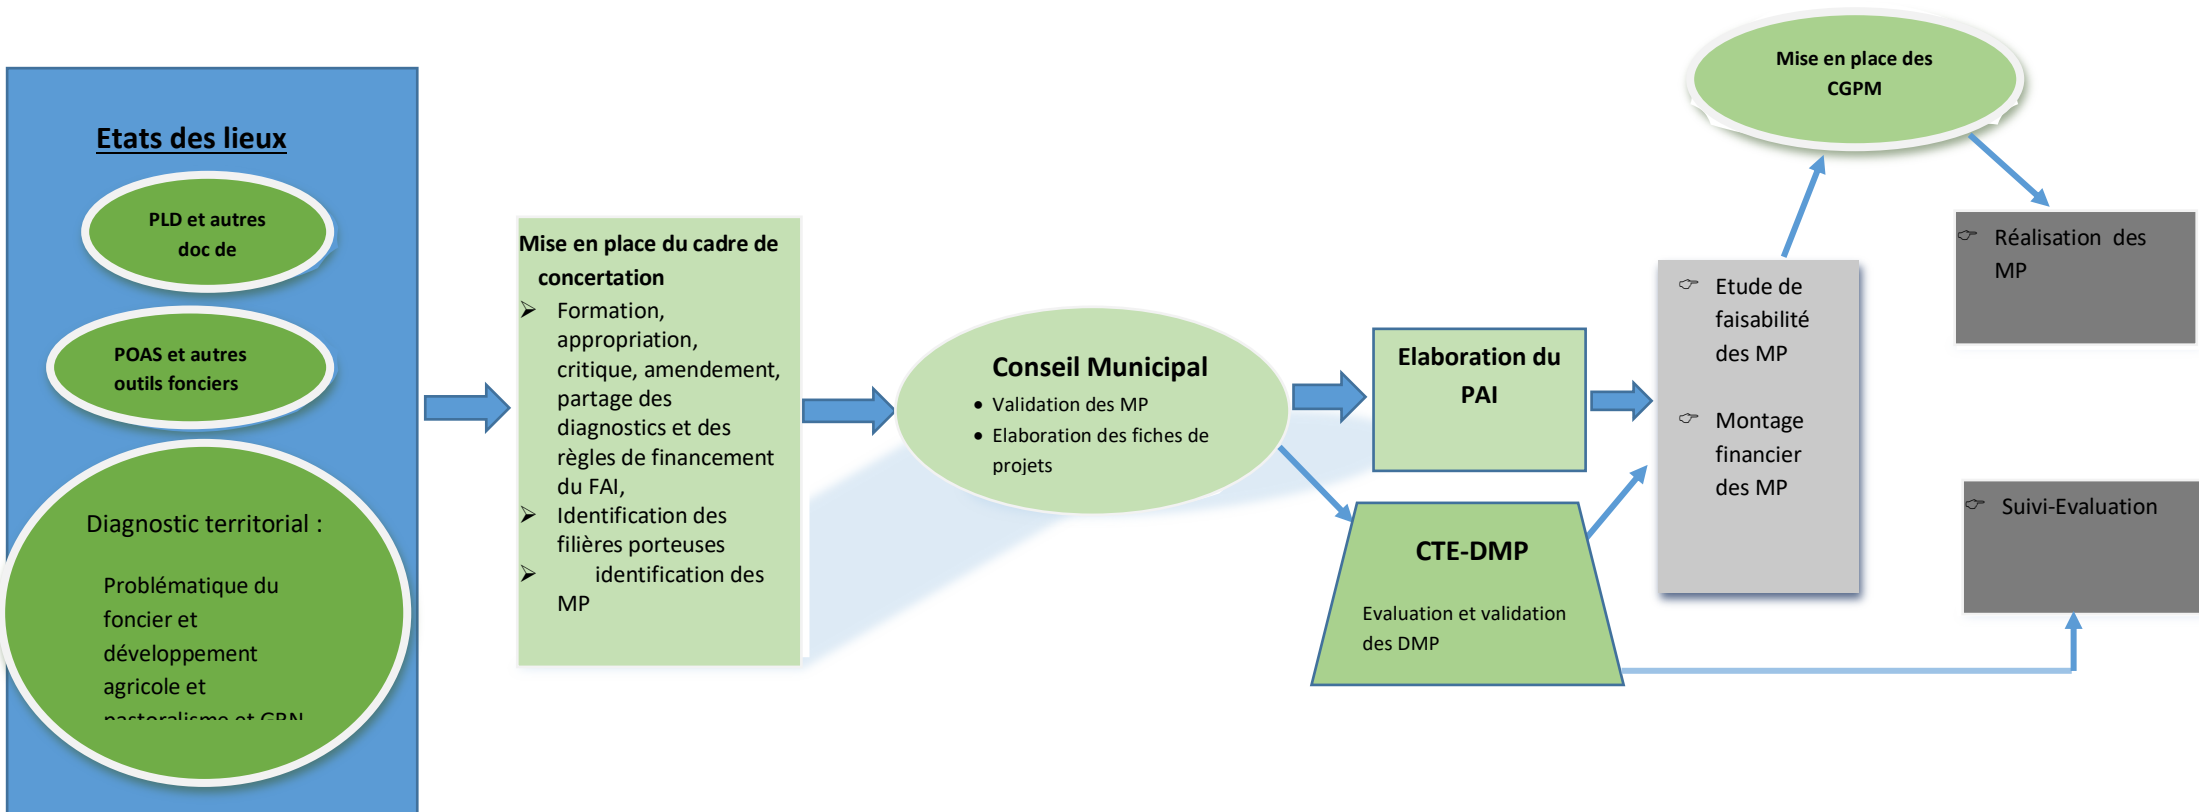 Etats des lieux
PLD et autres
doc de
POAS et autres
outils fonciers
Diagnostic territorial :
Problématique du
foncier et
développement
agricole et
pastoralisme et GRN
Mise en place du cadre de
concertation
➢ Formation,
appropriation,
critique, amendement,
partage des
diagnostics et des
règles de financement
du FAI,
➢ Identification des
filières porteuses
➢ identification des
MP
Conseil Municipal
• Validation des MP
• Elaboration des fiches de
projets
Elaboration du
PAI
CTE-DMP
Evaluation et validation
des DMP
☞ Etude de
faisabilité
des MP
☞ Montage
financier
des MP
Mise en place des
CGPM
☞ Réalisation des
MP
☞ Suivi-Evaluation